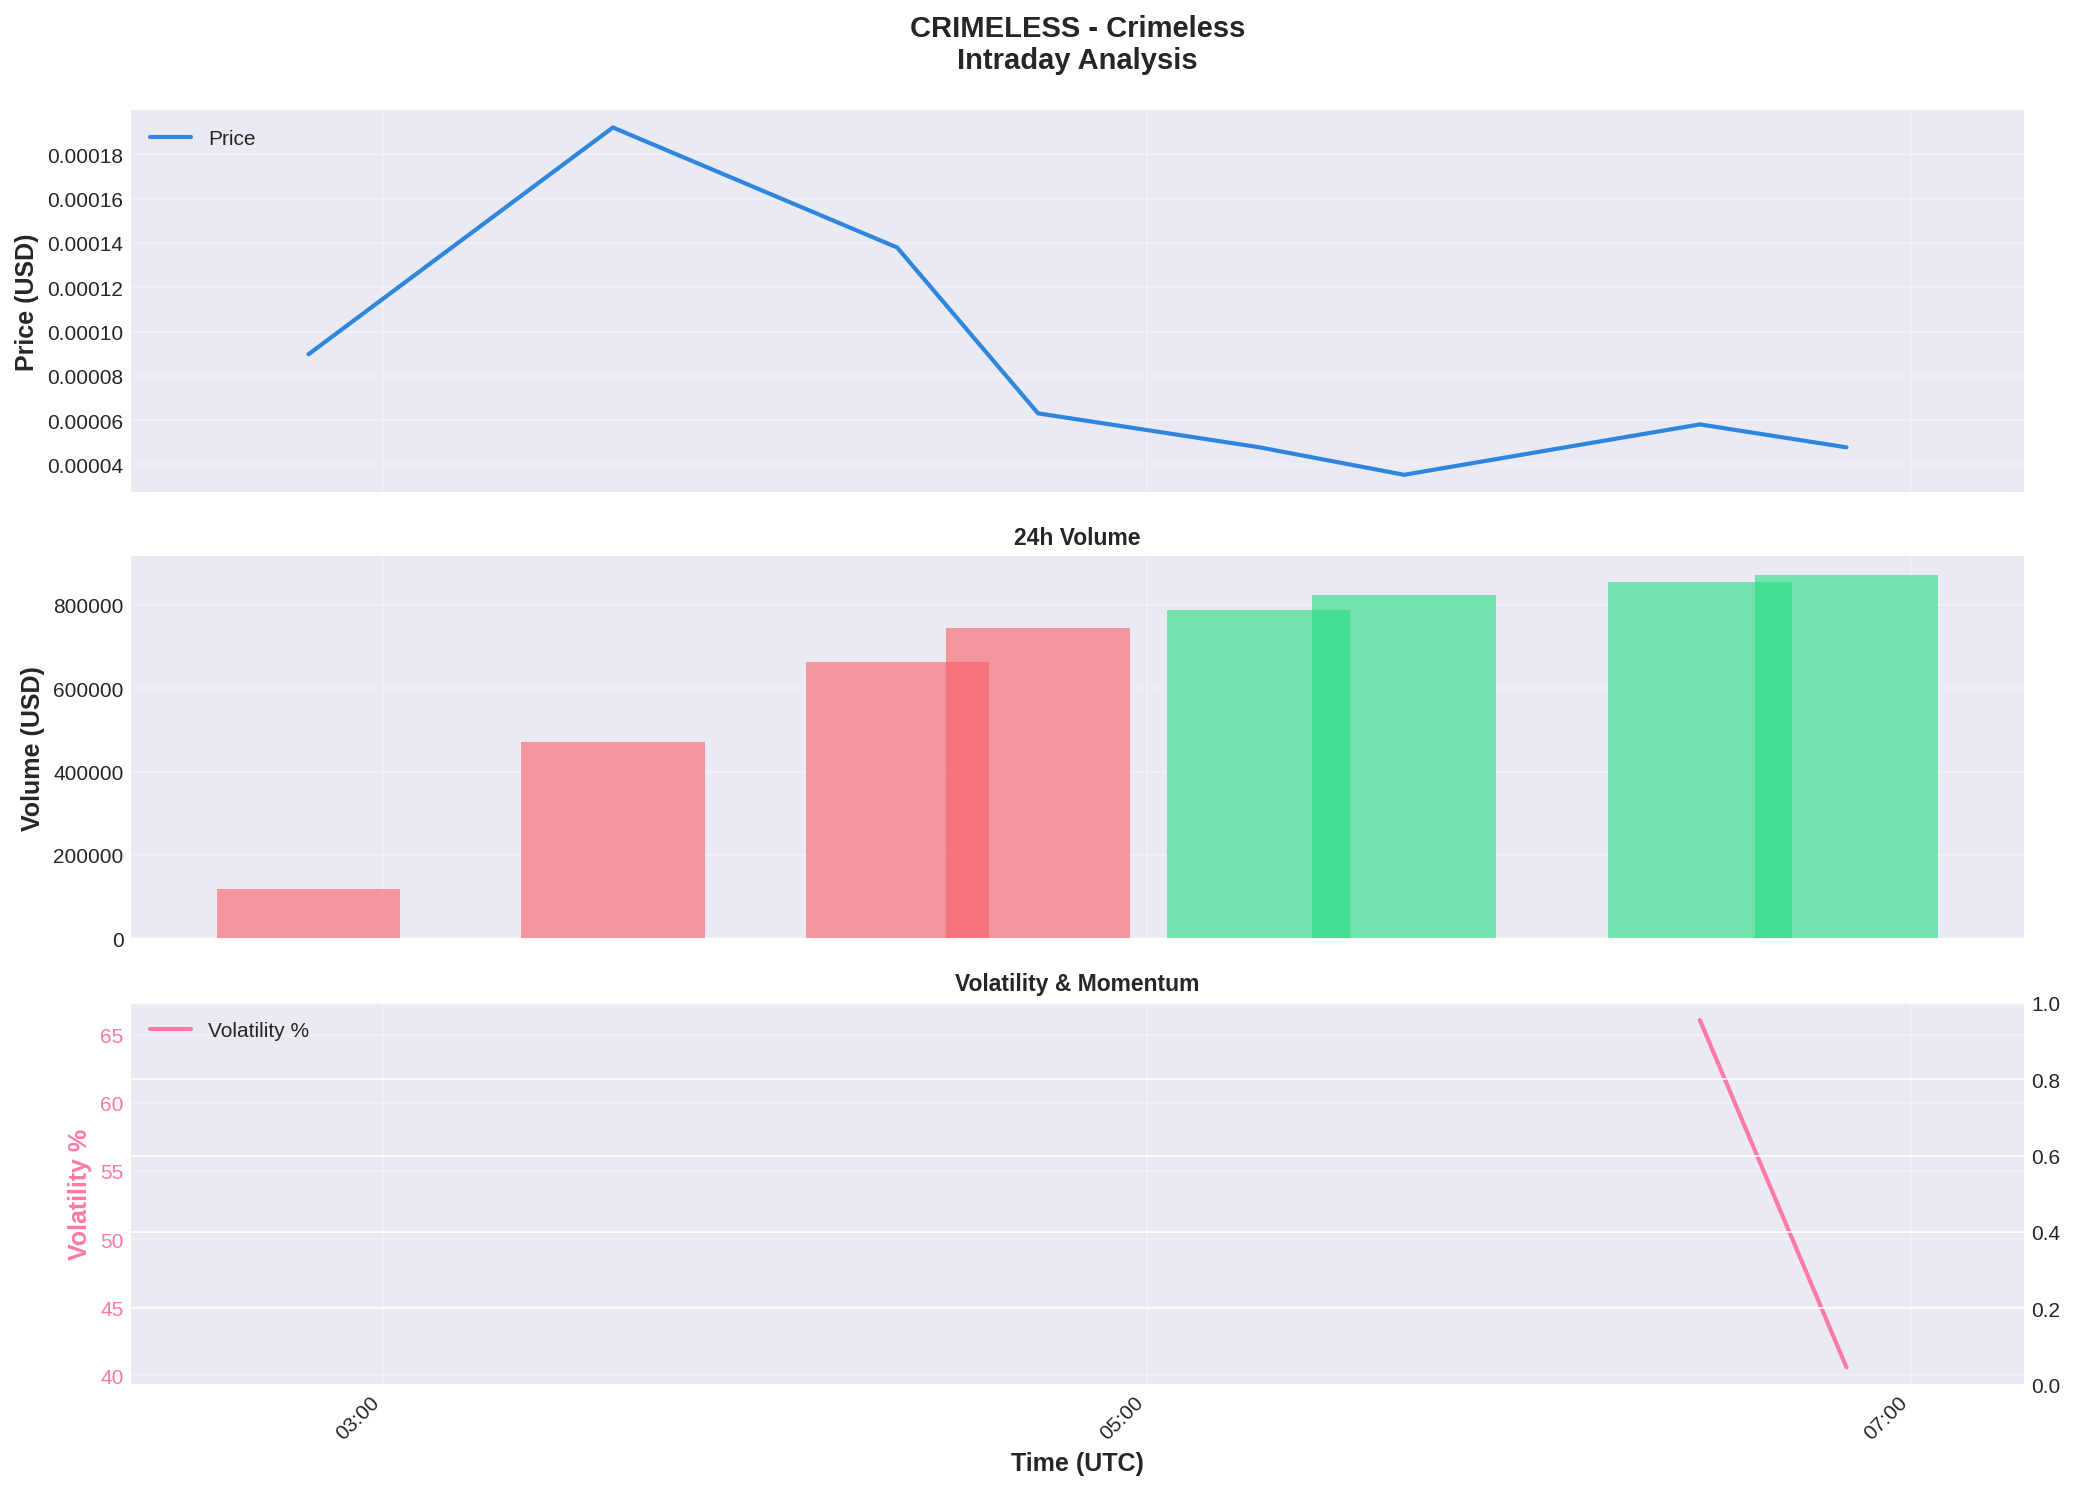 CRIMELESS - Crimeless
Intraday Analysis
Price
Price (USD)
0.00018
0.00016
0.00014
0.00012
0.00010
0.00008
0.00006
0.00004
24h Volume
Volume (USD)
800000
600000
400000
200000
0
Volatility & Momentum
Volatility %
Volatility %
65
60
55
50
45
40
1.0
0.8
0.6
0.4
0.2
0.0
03:00
05:00
07:00
Time (UTC)